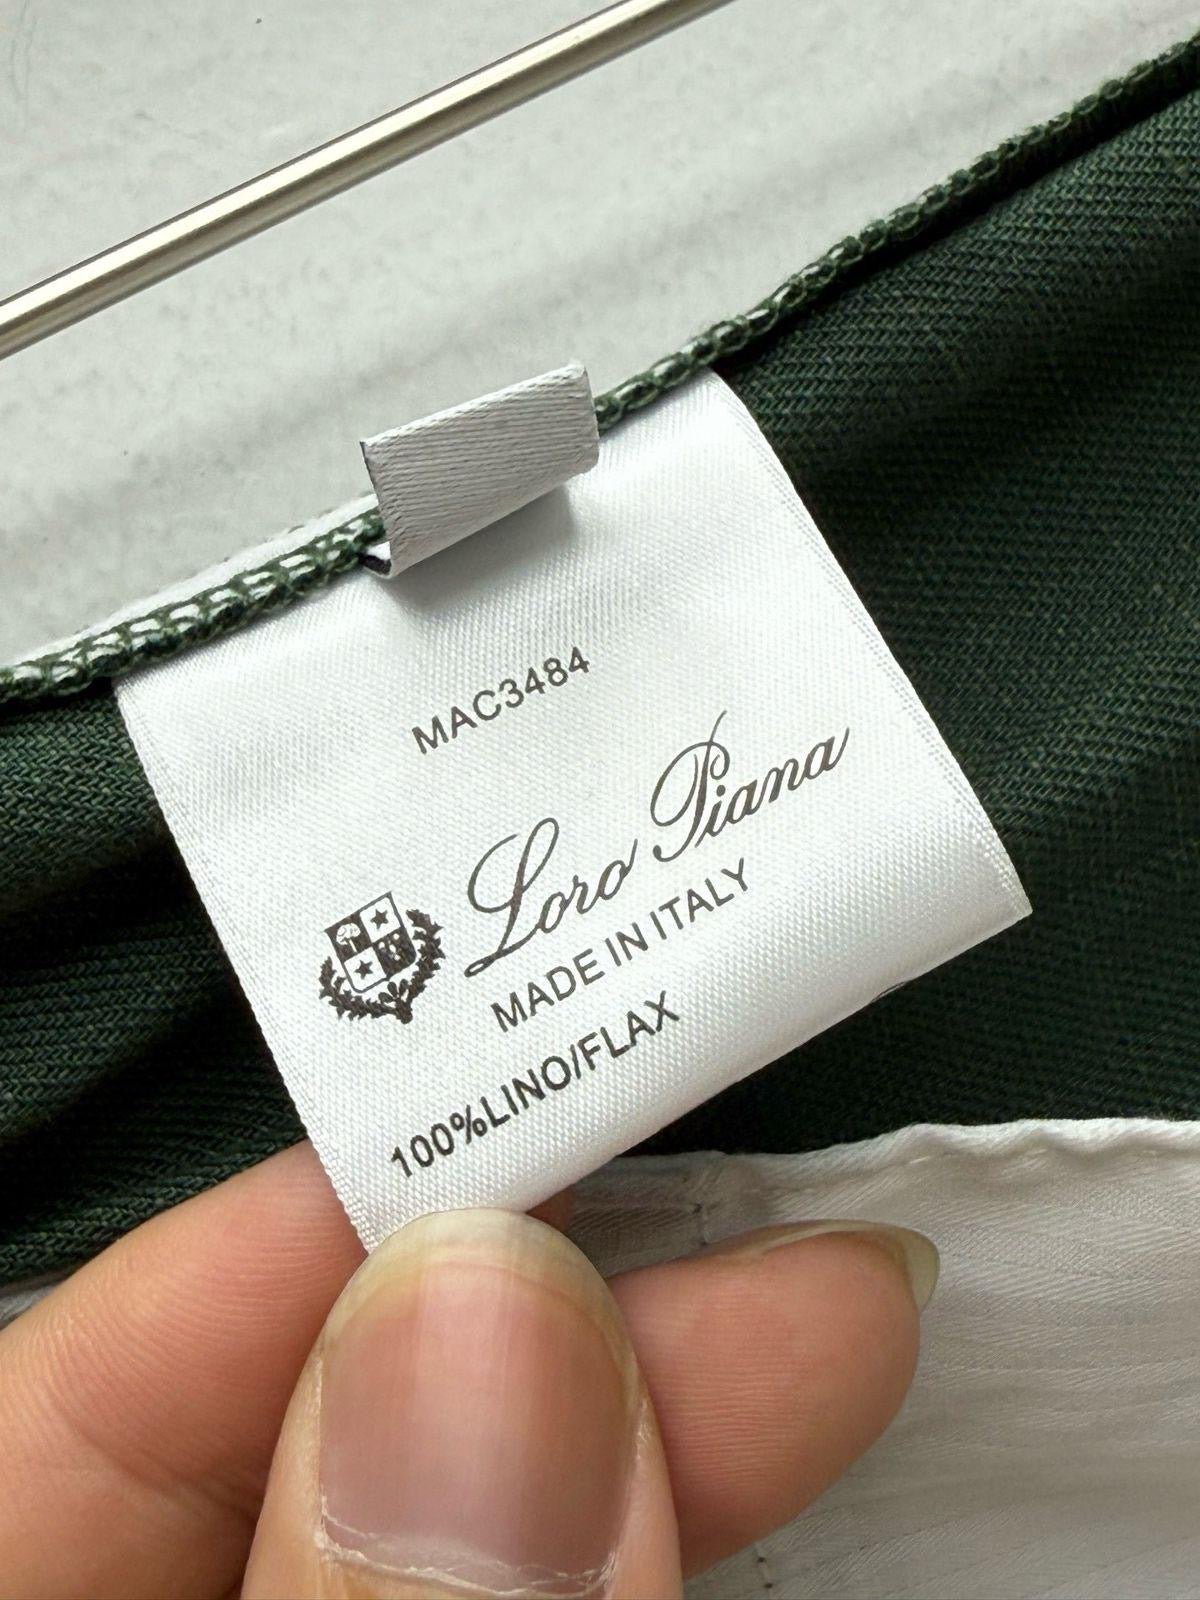 MAC3484
Loro Piana
MADE IN ITALY
100%LINO/FLAX